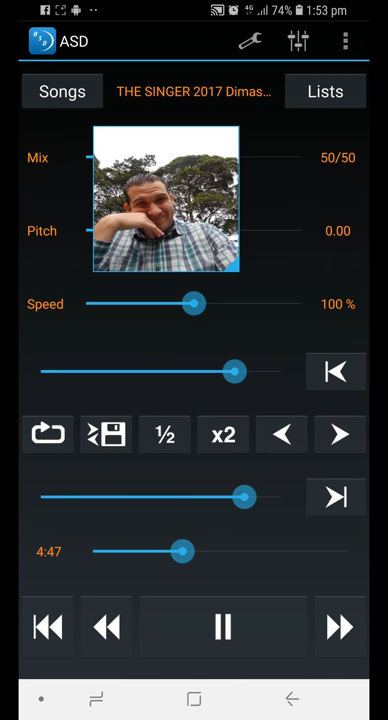 74% 1:53 pm
ASD
Songs THE SINGER 2017 Dimas... Lists
Mix 50/50
Pitch 0.00
Speed 100 %
½ x2
4:47